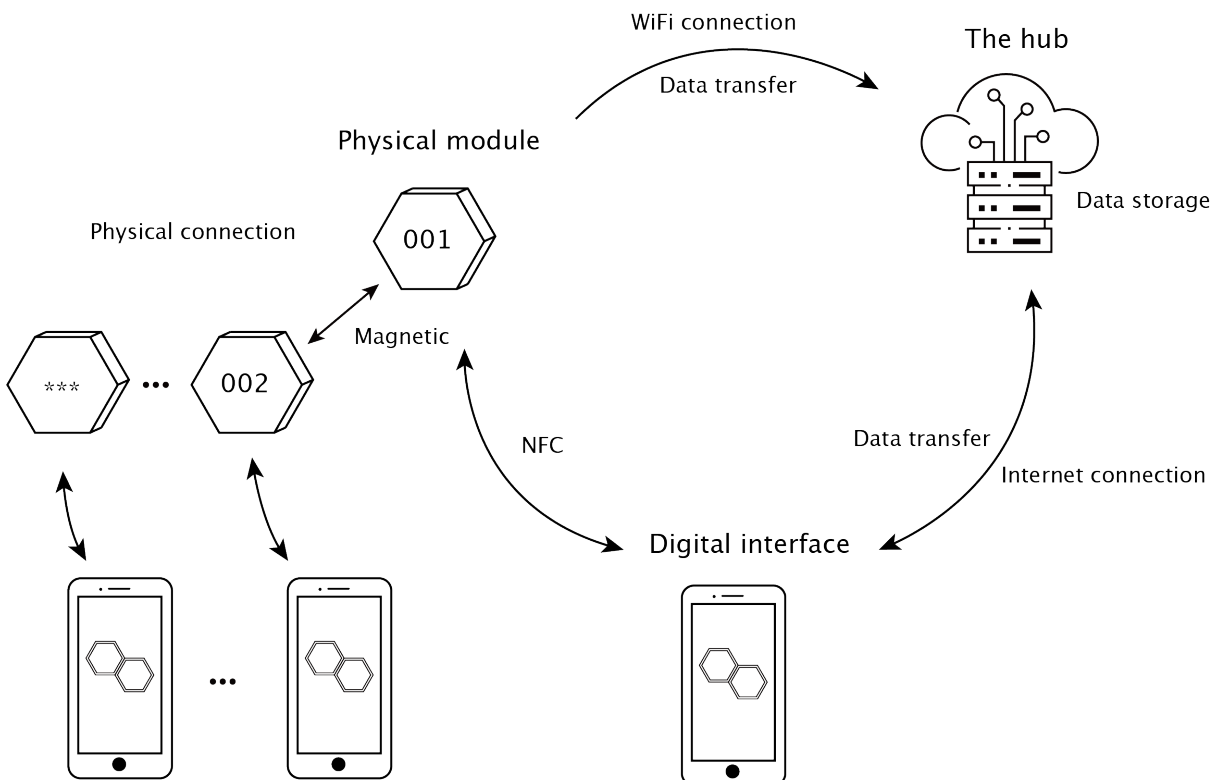 WiFi connection
The hub
Data transfer
Physical module
Data storage
Physical connection
001
Magnetic
***
...
002
Data transfer
NFC
Internet connection
Digital interface
...